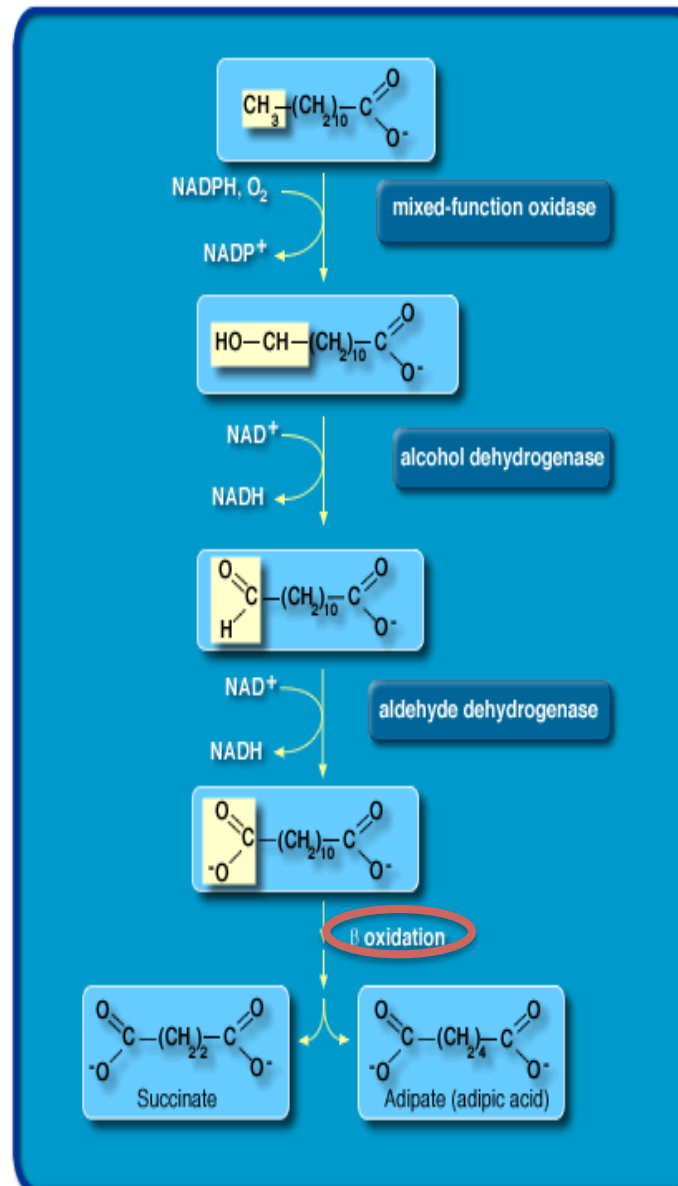 CH3–(CH2)10–C
O
O-
NADPH, O2
mixed-function oxidase
NADP+
HO–CH–(CH2)10–C
O
O-
NAD+
alcohol dehydrogenase
NADH
O
C–(CH2)10–C
H
O
O-
NAD+
aldehyde dehydrogenase
NADH
O
C–(CH2)10–C
-O
O
O-
β oxidation
O
C–(CH2)2–C
-O
O
O-
Succinate
O
C–(CH2)4–C
-O
O
O-
Adipate (adipic acid)